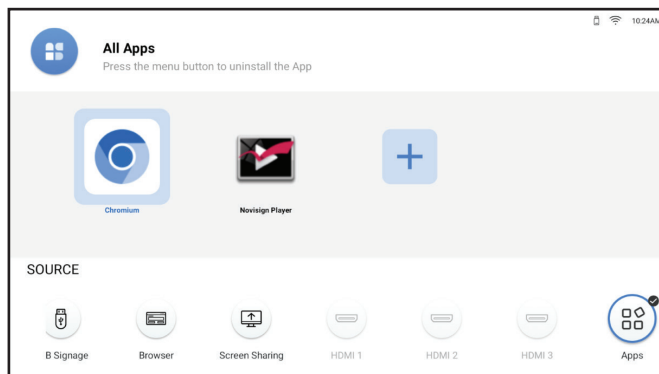 10:24AM
All Apps
Press the menu button to uninstall the App
Chromium
Novisign Player
SOURCE
B Signage
Browser
Screen Sharing
HDMI 1
HDMI 2
HDMI 3
Apps